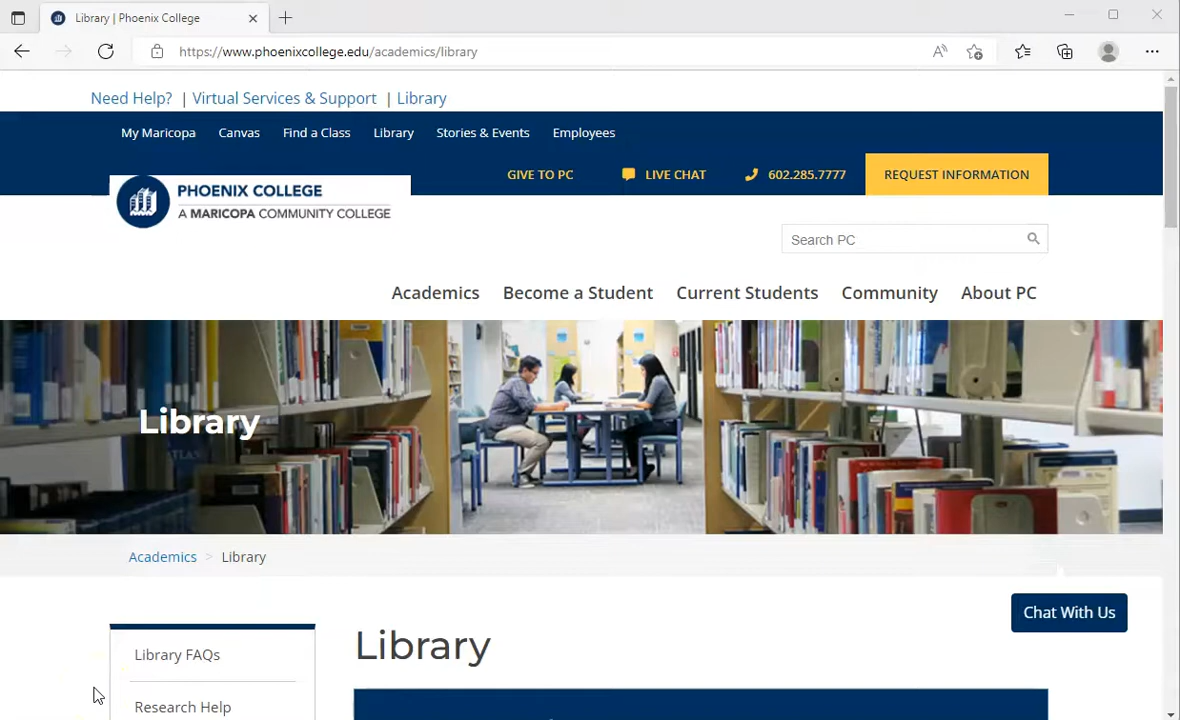 Library | Phoenix College
https://www.phoenixcollege.edu/academics/library
Need Help? | Virtual Services & Support | Library
My Maricopa Canvas Find a Class Library Stories & Events Employees
GIVE TO PC LIVE CHAT 602.285.7777 REQUEST INFORMATION
PHOENIX COLLEGE
A MARICOPA COMMUNITY COLLEGE
Search PC
Academics Become a Student Current Students Community About PC
Library
Academics > Library
Chat With Us
Library FAQs
Library
Research Help